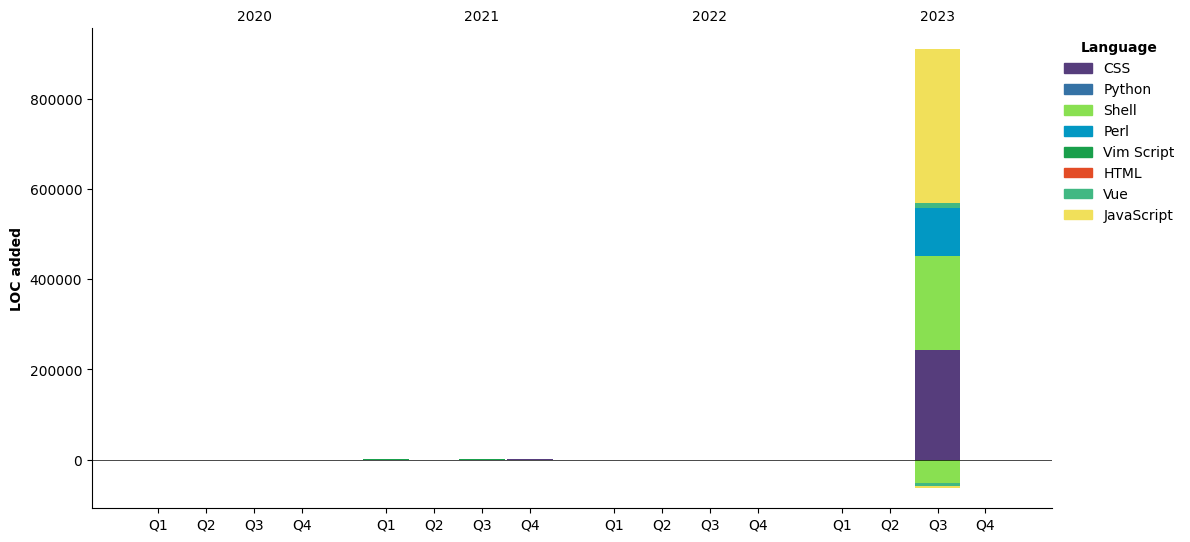 2020 2021 2022 2023
Language
CSS
Python
Shell
Perl
Vim Script
HTML
Vue
JavaScript
LOC added
800000
600000
400000
200000
0
Q1 Q2 Q3 Q4 Q1 Q2 Q3 Q4 Q1 Q2 Q3 Q4 Q1 Q2 Q3 Q4